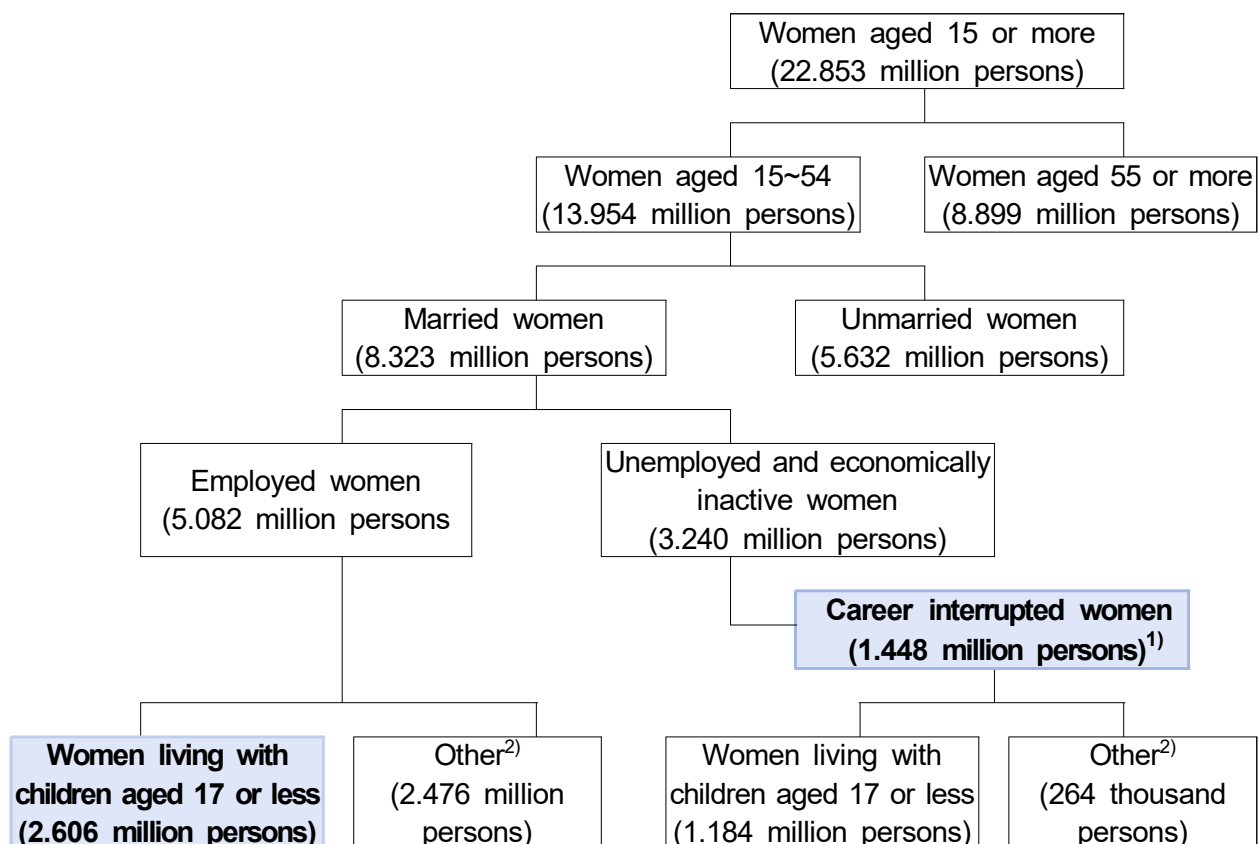 Women aged 15 or more
(22.853 million persons)
Women aged 15~54
(13.954 million persons)
Women aged 55 or more
(8.899 million persons)
Married women
(8.323 million persons)
Unmarried women
(5.632 million persons)
Employed women
(5.082 million persons
Unemployed and economically
inactive women
(3.240 million persons)
Career interrupted women
(1.448 million persons)1)
Women living with
children aged 17 or less
(2.606 million persons)
Other2)
(2.476 million
persons)
Women living with
children aged 17 or less
(1.184 million persons)
Other2)
(264 thousand
persons)